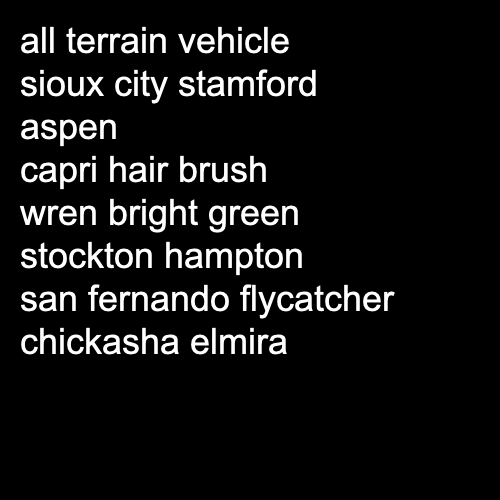 all terrain vehicle
sioux city stamford
aspen
capri hair brush
wren bright green
stockton hampton
san fernando flycatcher
chickasha elmira